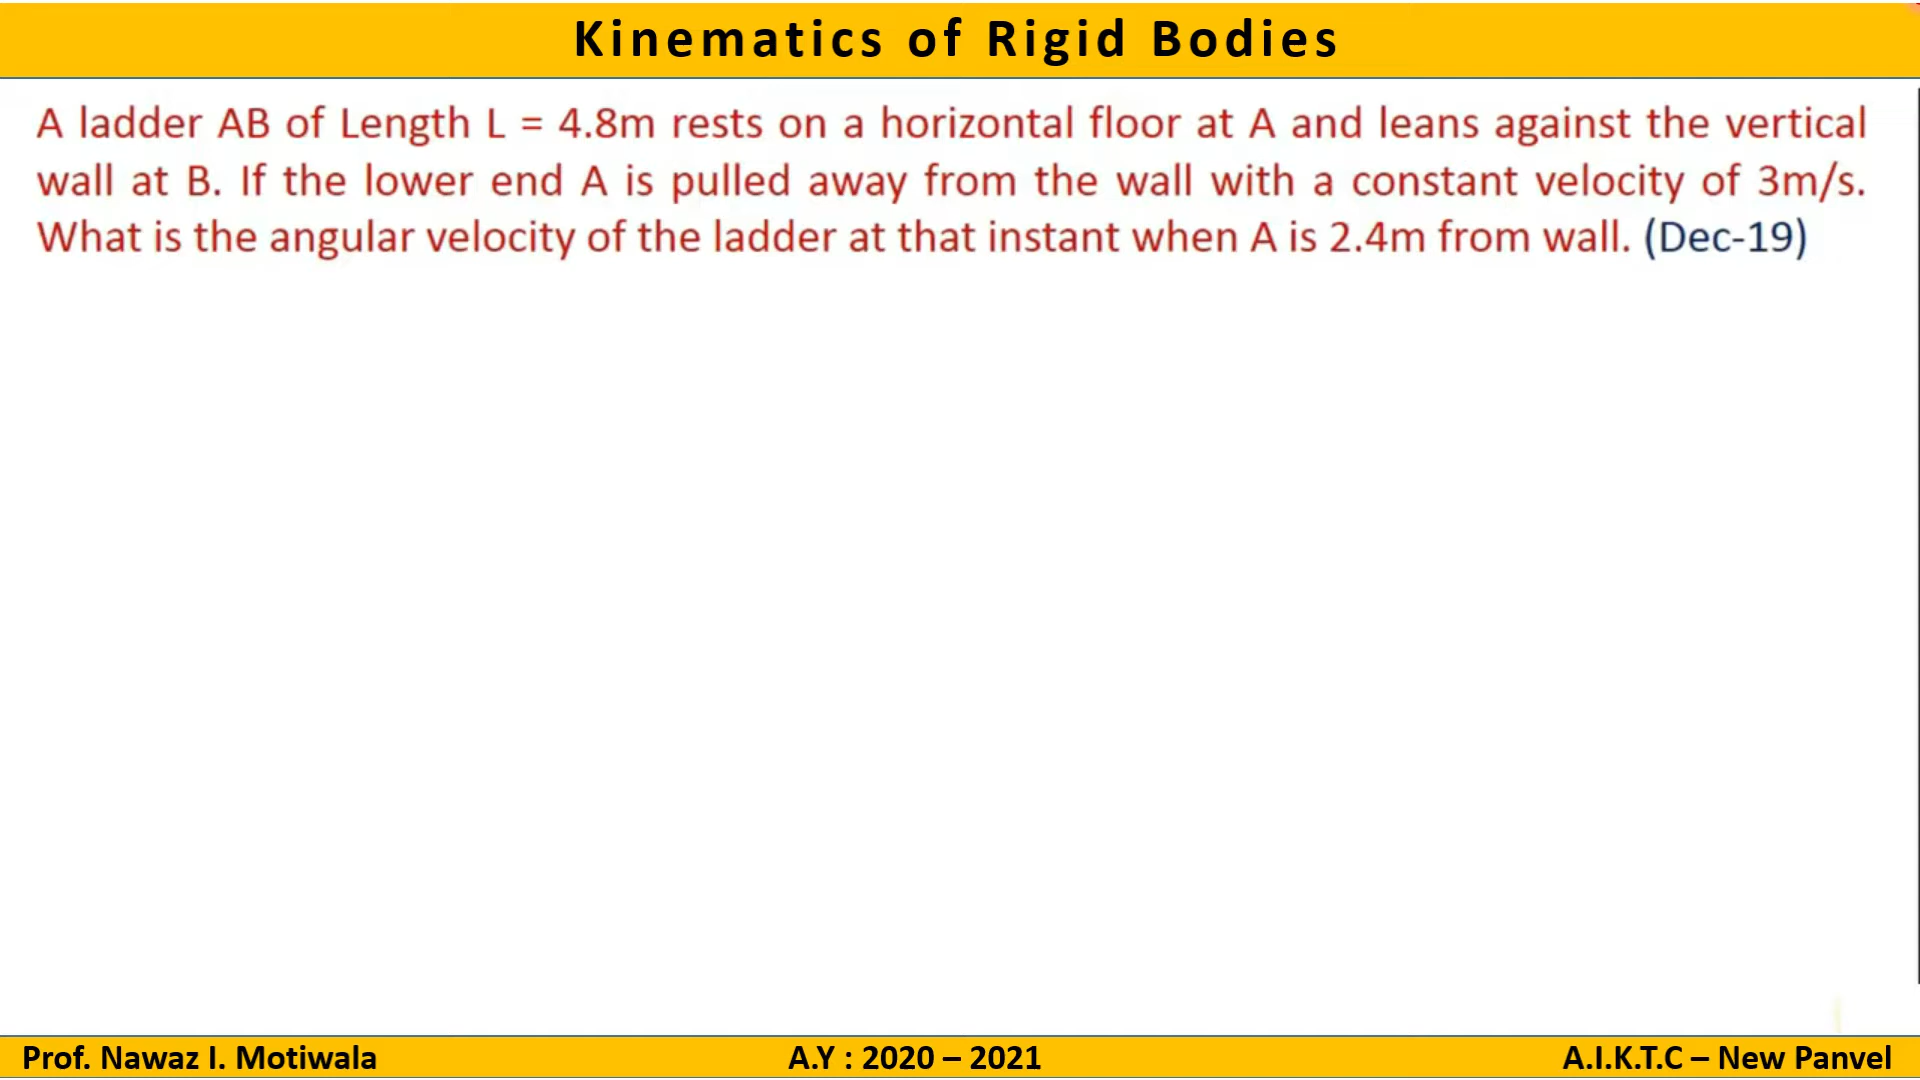 Kinematics of Rigid Bodies
A ladder AB of Length L = 4.8m rests on a horizontal floor at A and leans against the vertical
wall at B. If the lower end A is pulled away from the wall with a constant velocity of 3m/s.
What is the angular velocity of the ladder at that instant when A is 2.4m from wall. (Dec-19)
Prof. Nawaz I. Motiwala
A.Y : 2020 – 2021
A.I.K.T.C – New Panvel